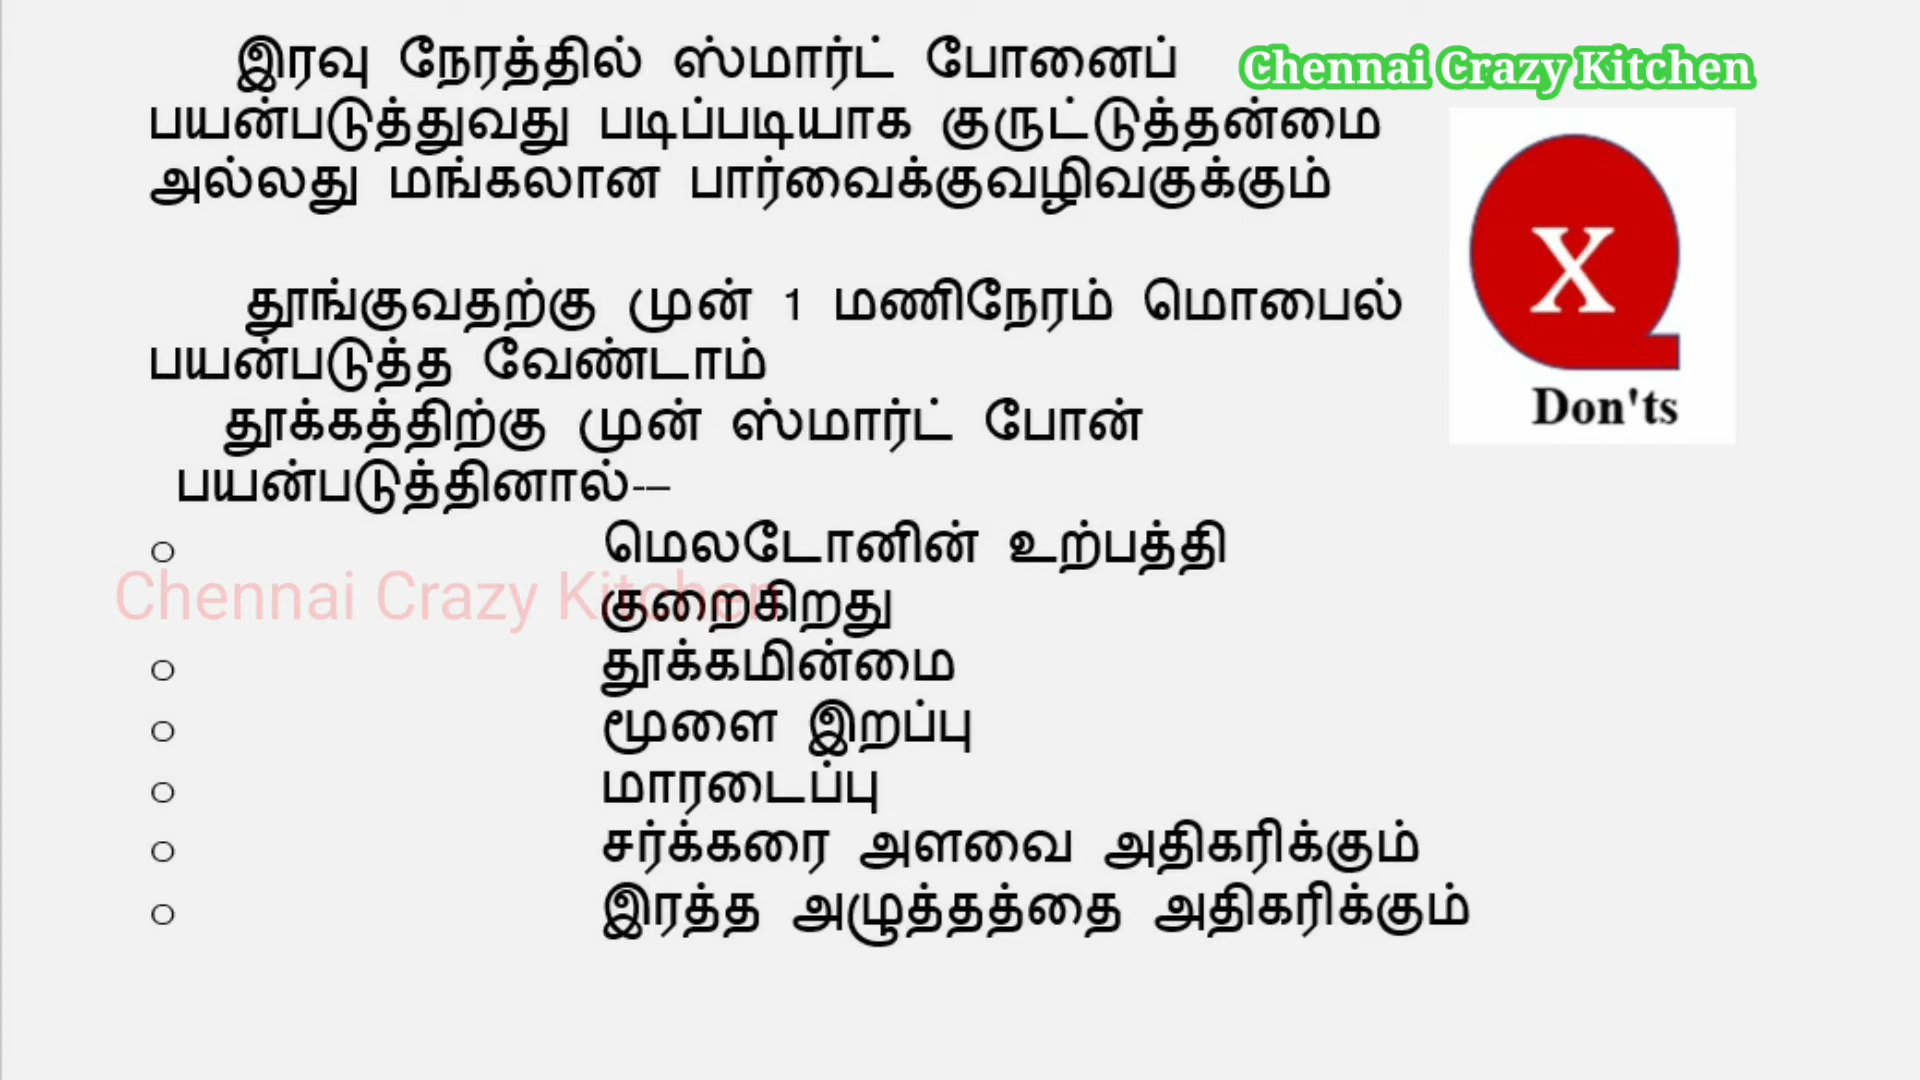 இரவு நேரத்தில் ஸ்மார்ட் போனைப்
Chennai Crazy Kitchen
பயன்படுத்துவது படிப்படியாக குருட்டுத்தன்மை
அல்லது மங்கலான பார்வைக்குவழிவகுக்கும்
X
தூங்குவதற்கு முன் 1 மணிநேரம் மொபைல்
பயன்படுத்த வேண்டாம்
Don'ts
தூக்கத்திற்கு முன் ஸ்மார்ட் போன்
பயன்படுத்தினால்-–
o மெலடோனின் உற்பத்தி
Chennai Crazy Kitchen
குறைகிறது
o தூக்கமின்மை
o மூளை இறப்பு
o மாரடைப்பு
o சர்க்கரை அளவை அதிகரிக்கும்
o இரத்த அழுத்தத்தை அதிகரிக்கும்